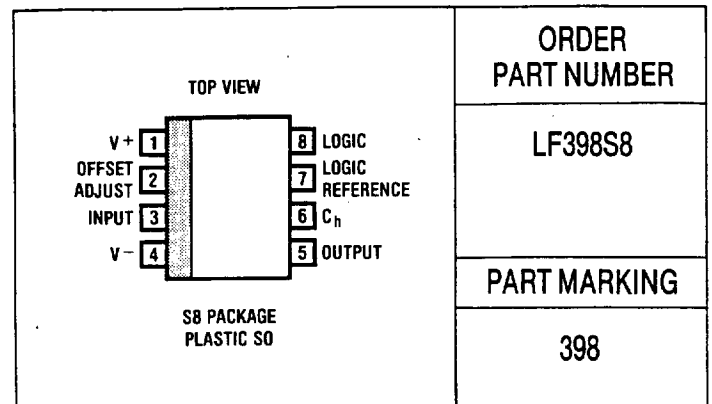 TOP VIEW
V+ 1
OFFSET
ADJUST 2
INPUT 3
V− 4
8 LOGIC
7 LOGIC
REFERENCE
6 Ch
5 OUTPUT
S8 PACKAGE
PLASTIC SO
ORDER
PART NUMBER
LF398S8
PART MARKING
398